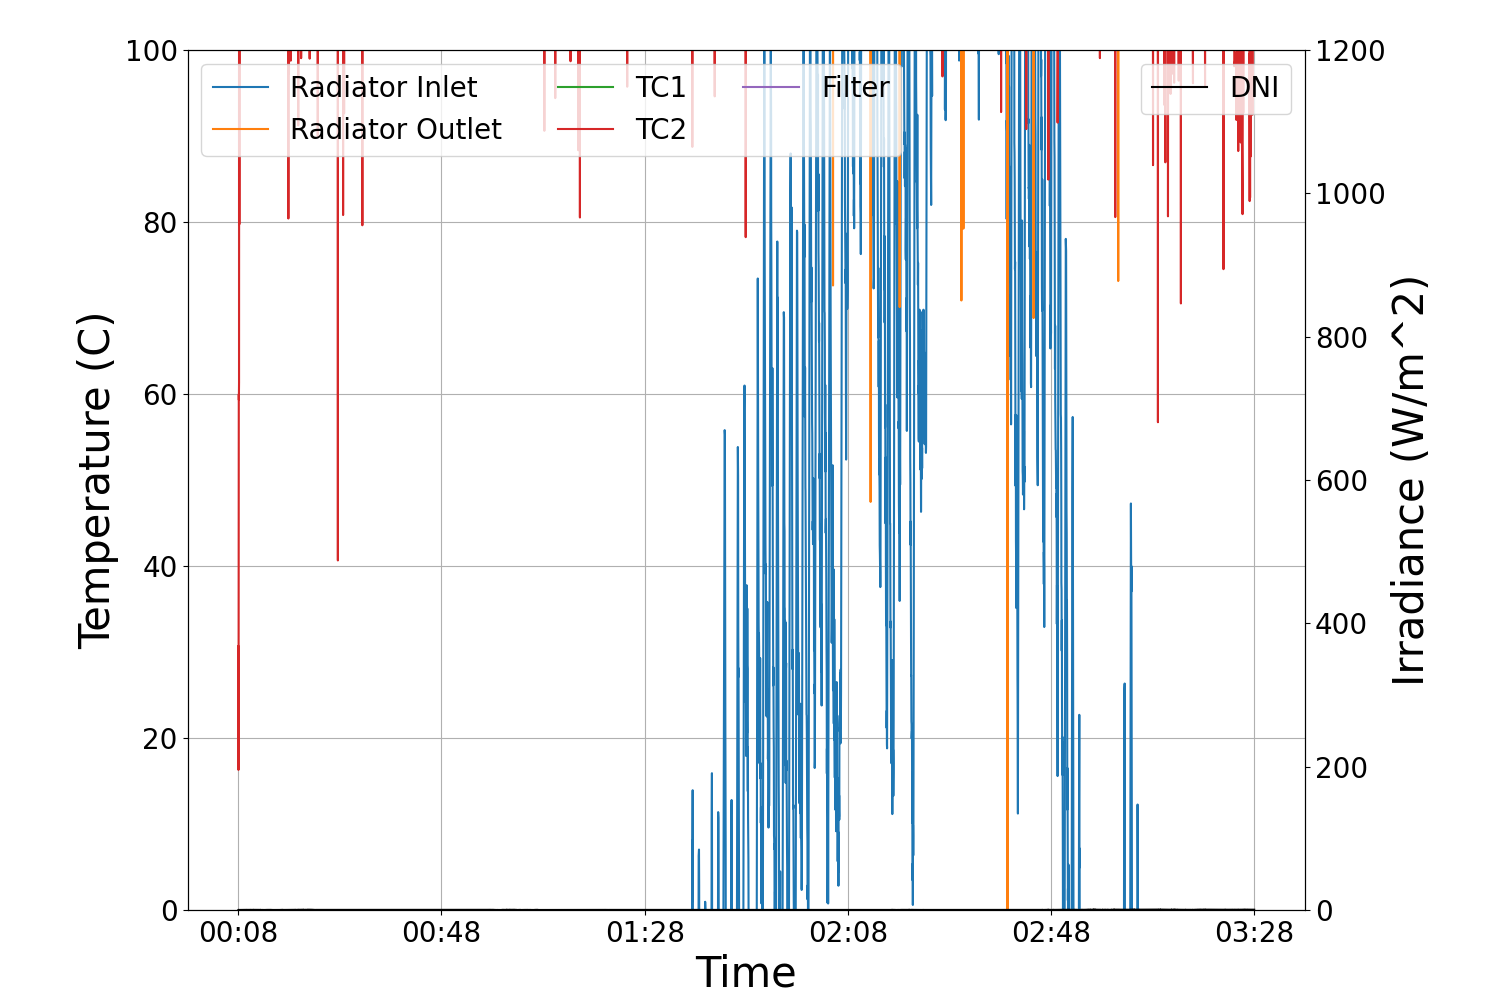 Radiator Inlet
Radiator Outlet
TC1
TC2
Filter
DNI
Temperature (C)
100
80
60
40
20
0
Irradiance (W/m^2)
1200
1000
800
600
400
200
0
00:08 00:48 01:28 02:08 02:48 03:28
Time